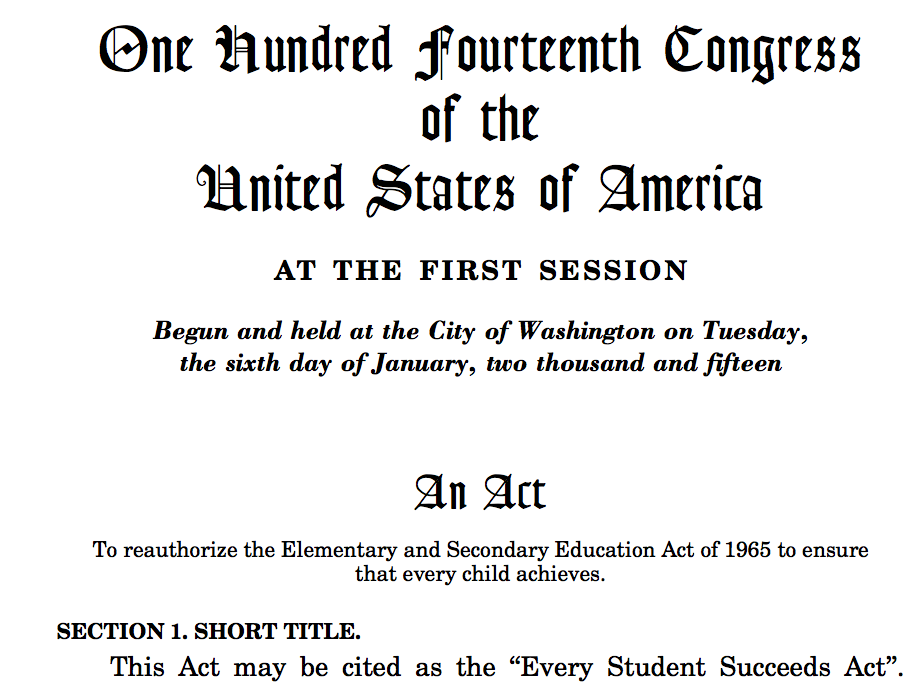 One Hundred Fourteenth Congress
of the
United States of America
AT THE FIRST SESSION
Begun and held at the City of Washington on Tuesday,
the sixth day of January, two thousand and fifteen
An Act
To reauthorize the Elementary and Secondary Education Act of 1965 to ensure
that every child achieves.
SECTION 1. SHORT TITLE.
This Act may be cited as the “Every Student Succeeds Act”.